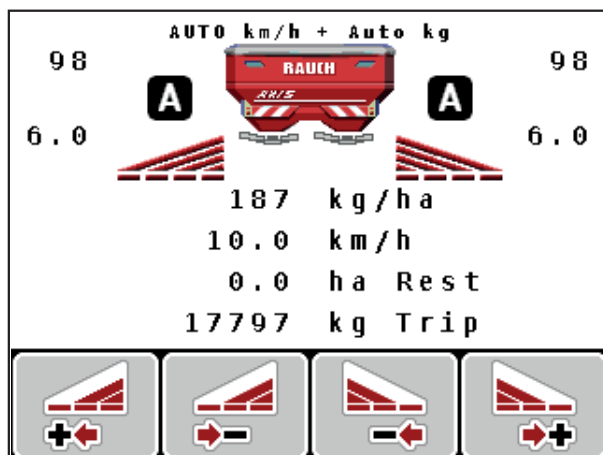 AUTO km/h + Auto kg
98 98
RAUCH
AXIS
A A
6.0 6.0
187 kg/ha
10.0 km/h
0.0 ha Rest
17797 kg Trip